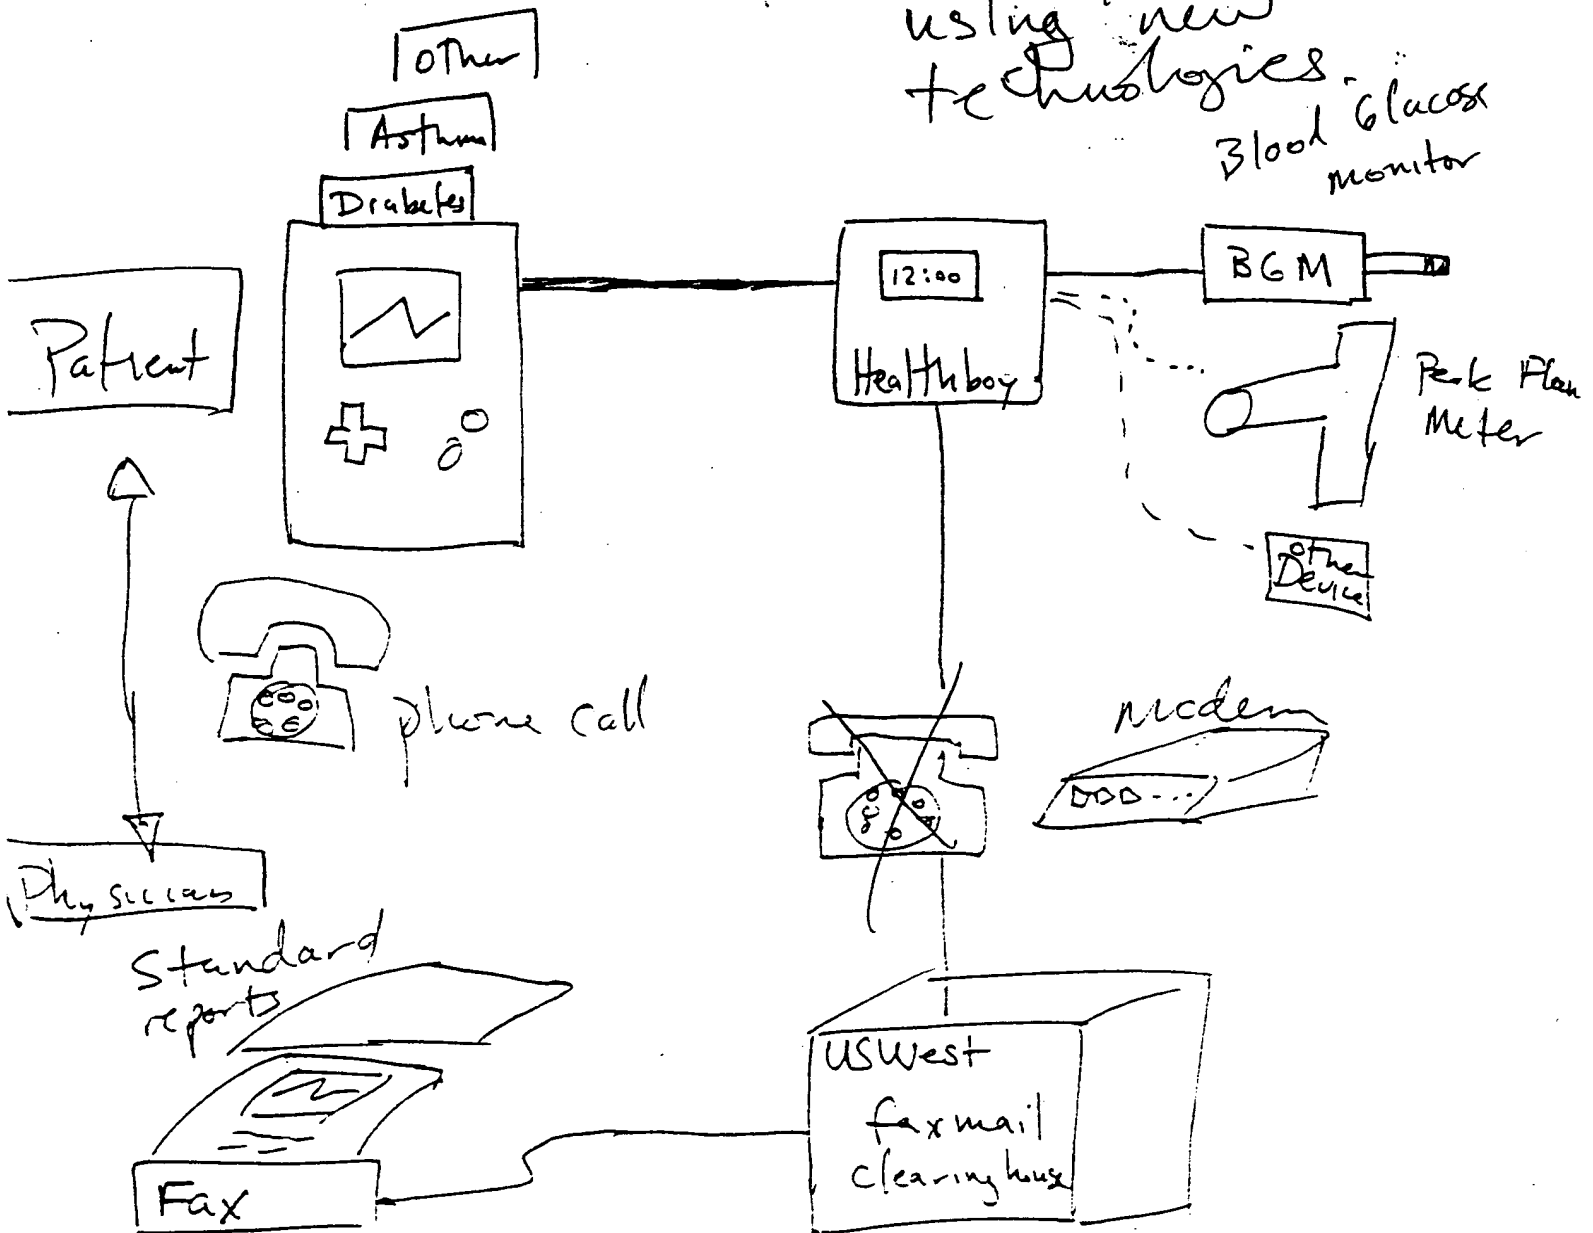 using new
technologies.
Other
Asthma
Diabetes
Blood Glucose
monitor
Patient
12:00
Healthboy
BGM
Peak Flow
Meter
Other
Device
phone call
Modem
Physician
Standard
reports
USWest
faxmail
clearinghouse
Fax